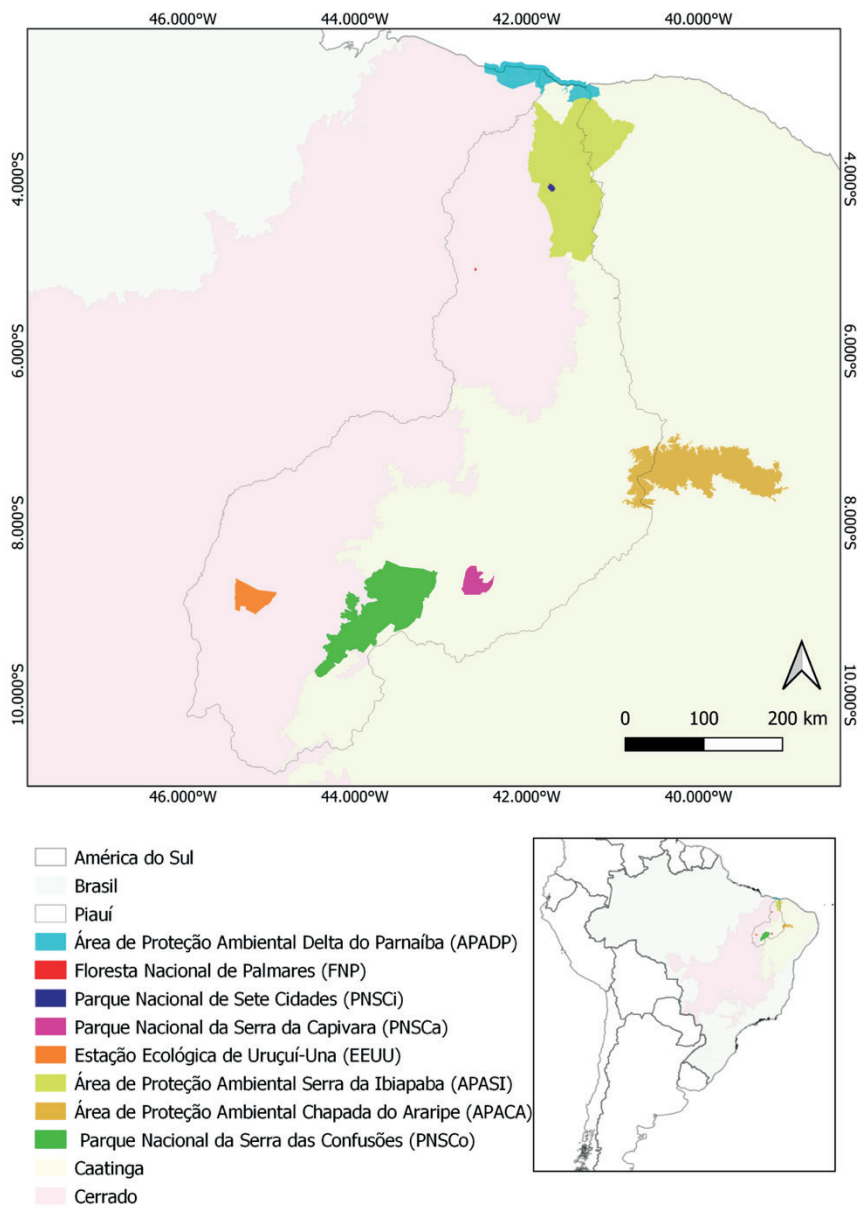 46.000°W 44.000°W 42.000°W 40.000°W
4.000°S 4.000°S
6.000°S 6.000°S
8.000°S 8.000°S
10.000°S 10.000°S
0 100 200 km
46.000°W 44.000°W 42.000°W 40.000°W
América do Sul
Brasil
Piauí
Área de Proteção Ambiental Delta do Parnaíba (APADP)
Floresta Nacional de Palmares (FNP)
Parque Nacional de Sete Cidades (PNSCi)
Parque Nacional da Serra da Capivara (PNSCa)
Estação Ecológica de Uruçuí-Una (EEUU)
Área de Proteção Ambiental Serra da Ibiapaba (APASI)
Área de Proteção Ambiental Chapada do Araripe (APACA)
Parque Nacional da Serra das Confusões (PNSCo)
Caatinga
Cerrado